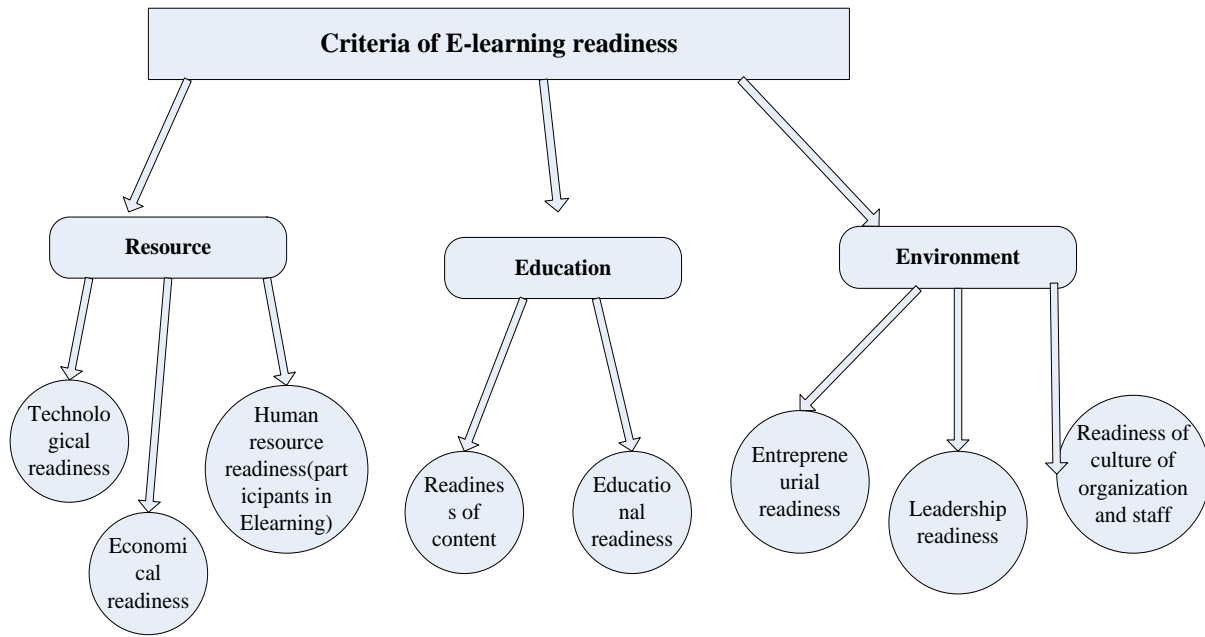 Criteria of E-learning readiness
Resource
Education
Environment
Technolo
gical
readiness
Economi
cal
readiness
Human
resource
readiness(part
icipants in
Elearning)
Readines
s of
content
Educatio
nal
readiness
Entreprene
urial
readiness
Leadership
readiness
Readiness of
culture of
organization
and staff